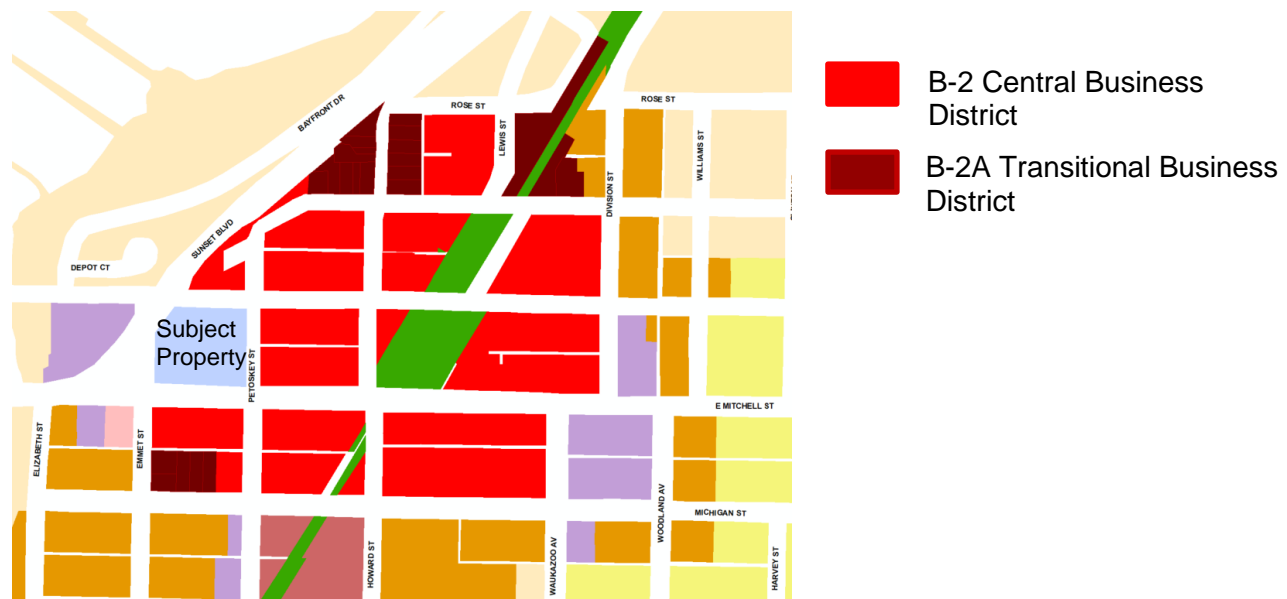 BAYFRONT DR
ROSE ST
ROSE ST
LEWIS ST
WILLIAMS ST
DIVISION ST
SUNSET BLVD
DEPOT CT
Subject
Property
PETOSKEY ST
E MITCHELL ST
ELIZABETH ST
EMMET ST
WOODLAND AV
MICHIGAN ST
HOWARD ST
WAUKAZOO AV
HARVEY ST
B-2 Central Business
District
B-2A Transitional Business
District